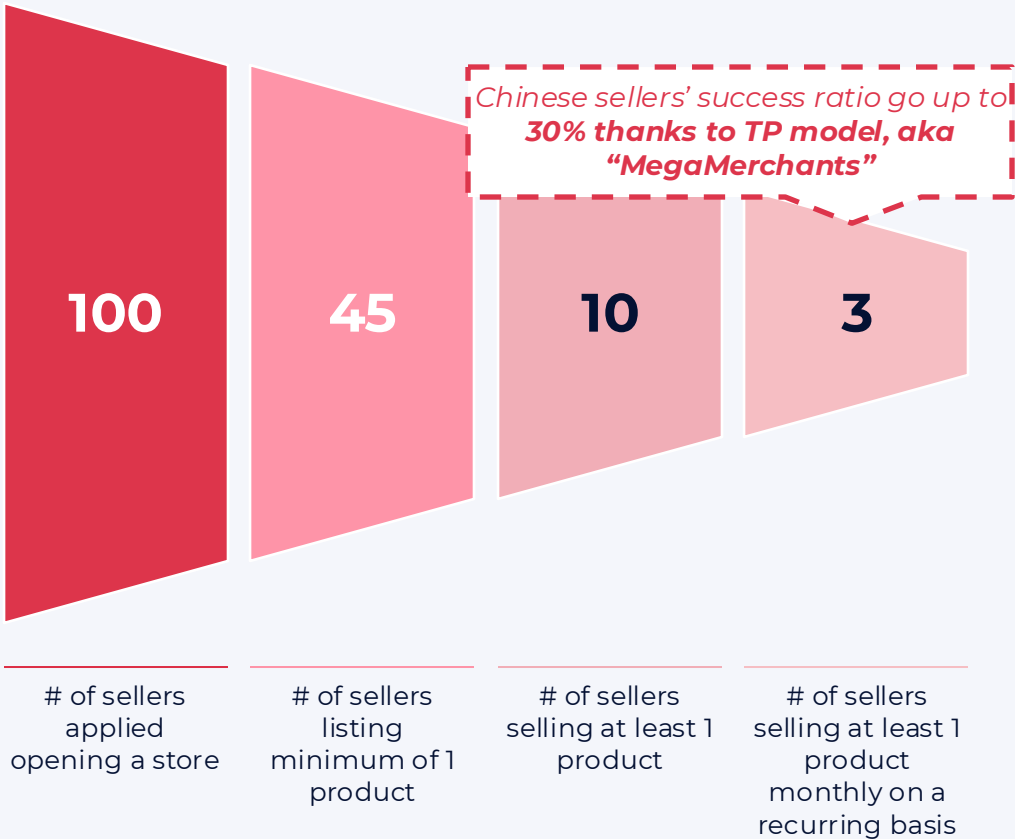 Chinese sellers’ success ratio go up to
30% thanks to TP model, aka
“MegaMerchants”
100
45
10
3
# of sellers
applied
opening a store
# of sellers
listing
minimum of 1
product
# of sellers
selling at least 1
product
# of sellers
selling at least 1
product
monthly on a
recurring basis